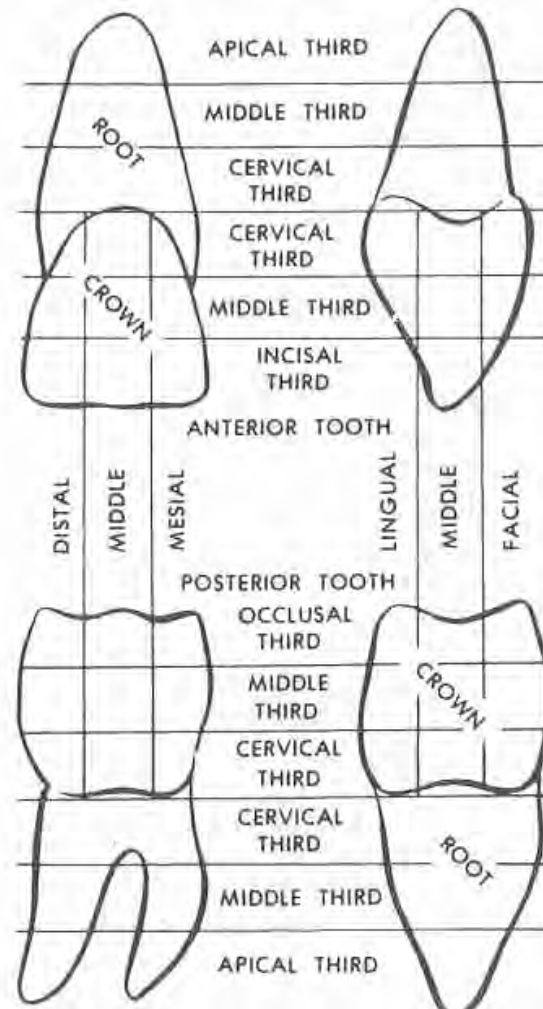 APICAL THIRD
MIDDLE THIRD
ROOT
CERVICAL
THIRD
CERVICAL
THIRD
CROWN
MIDDLE THIRD
INCISAL
THIRD
ANTERIOR TOOTH
DISTAL
MIDDLE
MESIAL
LINGUAL
MIDDLE
FACIAL
POSTERIOR TOOTH
OCCLUSAL
THIRD
MIDDLE
THIRD
CROWN
CERVICAL
THIRD
CERVICAL
THIRD
ROOT
MIDDLE THIRD
APICAL THIRD